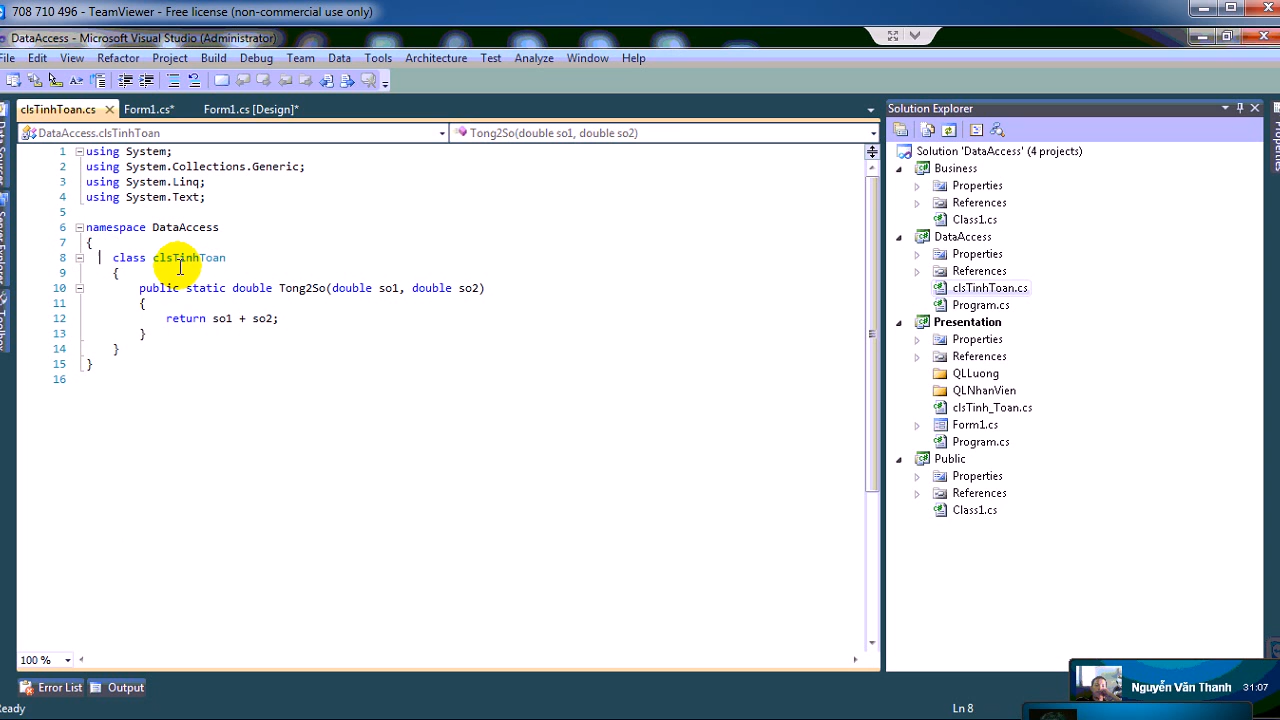 708 710 496 - TeamViewer - Free license (non-commercial use only)
DataAccess - Microsoft Visual Studio (Administrator)
File Edit View Refactor Project Build Debug Team Data Tools Architecture Test Analyze Window Help
clsTinhToan.cs Form1.cs* Form1.cs [Design]*
DataAccess.clsTinhToan Tong2So(double so1, double so2)
1 using System;
2 using System.Collections.Generic;
3 using System.Linq;
4 using System.Text;
5
6 namespace DataAccess
7 {
8 class clsTinhToan
9 {
10 public static double Tong2So(double so1, double so2)
11 {
12 return so1 + so2;
13 }
14 }
15 }
16
100 %
Error List Output
Ready
Ln 8
Solution Explorer
Solution 'DataAccess' (4 projects)
Business
Properties
References
Class1.cs
DataAccess
Properties
References
clsTinhToan.cs
Program.cs
Presentation
Properties
References
QLLuong
QLNhanVien
clsTinh_Toan.cs
Form1.cs
Program.cs
Public
Properties
References
Class1.cs
Data Sources
Server Explorer
Toolbox
Nguyễn Văn Thanh 31:07